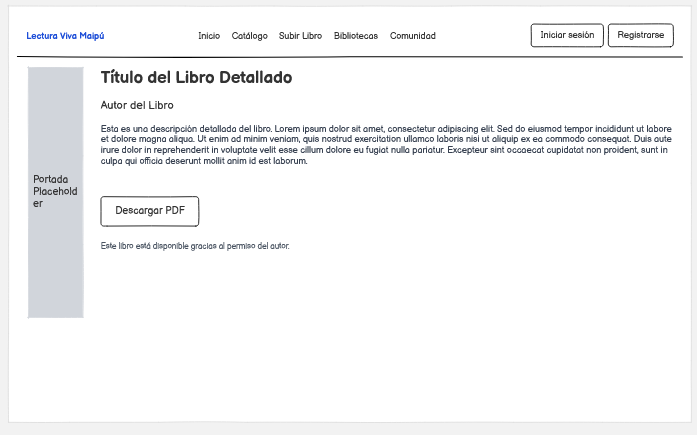 Lectura Viva Maipú
Inicio Catálogo Subir Libro Bibliotecas Comunidad
Iniciar sesión Registrarse
Portada
Placehold
er
Título del Libro Detallado
Autor del Libro
Esta es una descripción detallada del libro. Lorem ipsum dolor sit amet, consectetur adipiscing elit. Sed do eiusmod tempor incididunt ut labore
et dolore magna aliqua. Ut enim ad minim veniam, quis nostrud exercitation ullamco laboris nisi ut aliquip ex ea commodo consequat. Duis aute
irure dolor in reprehenderit in voluptate velit esse cillum dolore eu fugiat nulla pariatur. Excepteur sint occaecat cupidatat non proident, sunt in
culpa qui officia deserunt mollit anim id est laborum.
Descargar PDF
Este libro está disponible gracias al permiso del autor.